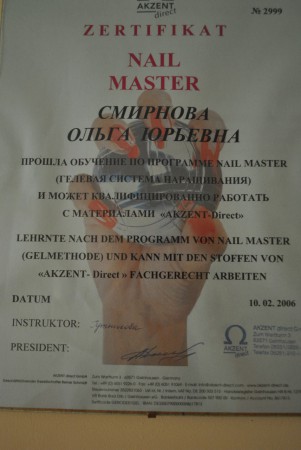 AKZENT
direct
№ 2999
ZERTIFIKAT
NAIL
MASTER
СМИРНОВА
ОЛЬГА ЮРЬЕВНА
ПРОШЛА ОБУЧЕНИЕ ПО ПРОГРАММЕ NAIL MASTER
(ГЕЛЕВАЯ СИСТЕМА НАРАЩИВАНИЯ)
И МОЖЕТ КВАЛИФИЦИРОВАННО РАБОТАТЬ
С МАТЕРИАЛАМИ «AKZENT-Direct»
LEHRNTE NACH DEM PROGRAMM VON NAIL MASTER
(GELMETHODE) UND KANN MIT DEN STOFFEN VON
«AKZENT- Direct » FACHGERECHT ARBEITEN
DATUM 10. 02. 2006
INSTRUKTOR:
PRESIDENT:
AKZENT direct